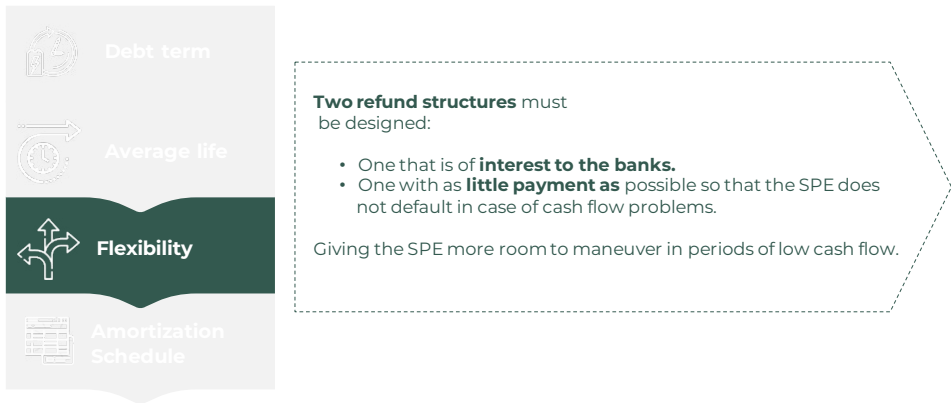 Debt term
Average life
Flexibility
Amortization
Schedule
Two refund structures must
be designed:
• One that is of interest to the banks.
• One with as little payment as possible so that the SPE does
not default in case of cash flow problems.
Giving the SPE more room to maneuver in periods of low cash flow.